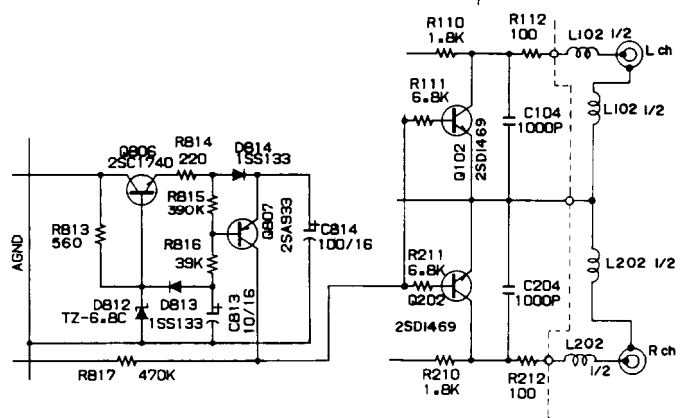 R110
1.8K
R112
100
L102 1/2
L ch
R111
6.8K
Q102
2SD1469
C104
1000P
L102 1/2
Q806
2SC1740
R814
220
D814
1SS133
R815
390K
Q807
2SA933
C814
100/16
R813
560
AGND
R816
39K
D812
TZ-6.8C
D813
1SS133
C813
10/16
R211
6.8K
Q202
2SD1469
C204
1000P
L202 1/2
R817
470K
R210
1.8K
R212
100
L202
1/2
R ch